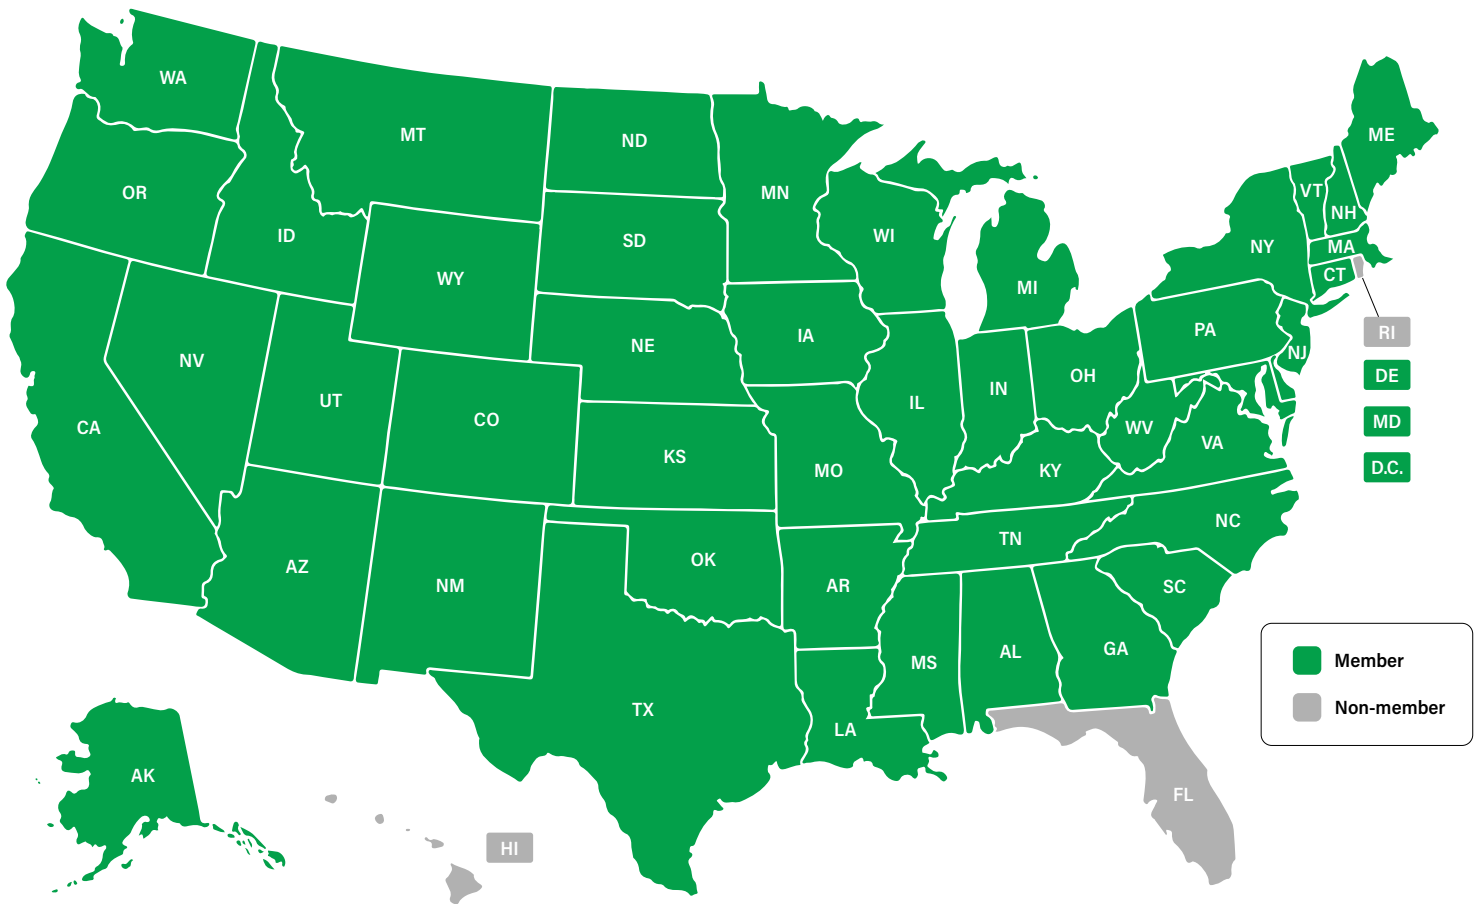 WA
MT
ND
MN
ME
OR
ID
SD
WI
VT
NH
NY
MA
WY
MI
CT
NV
NE
IA
PA
RI
NJ
UT
CO
IL
IN
OH
DE
CA
KS
MO
KY
WV
VA
MD
D.C.
AZ
NM
OK
AR
TN
NC
SC
MS
AL
GA
TX
LA
Member
Non-member
AK
HI
FL